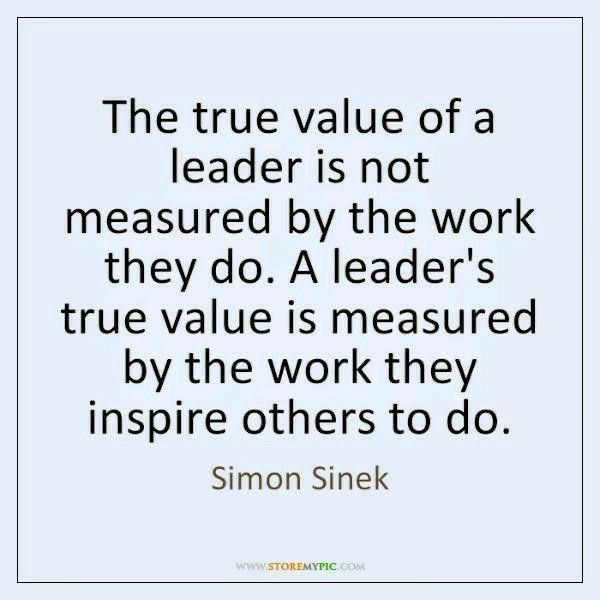 The true value of a
leader is not
measured by the work
they do. A leader's
true value is measured
by the work they
inspire others to do.
Simon Sinek
WWW.STOREMYPIC.COM